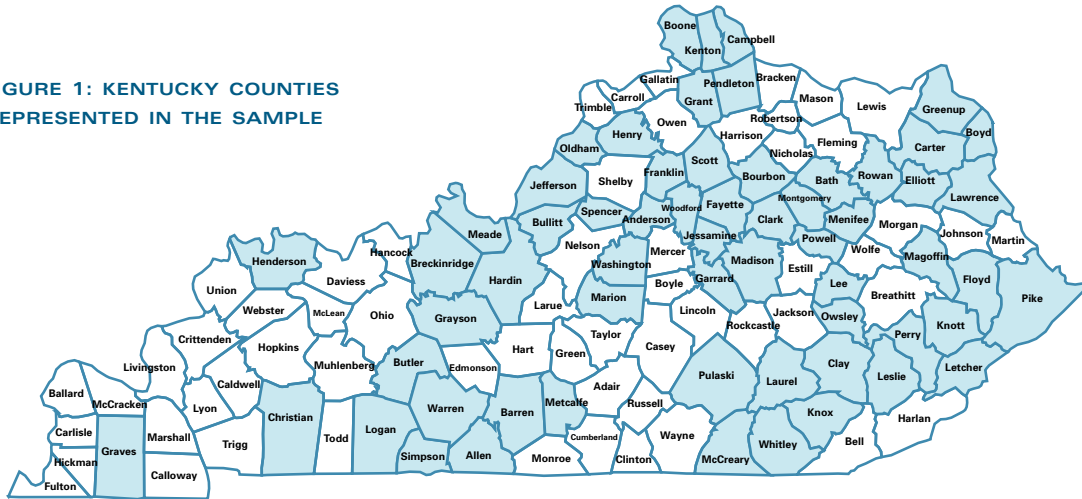 GURE 1: KENTUCKY COUNTIES
EPRESENTED IN THE SAMPLE
Boone
Campbell
Kenton
Gallatin
Pendleton
Bracken
Carroll
Grant
Mason
Trimble
Lewis
Greenup
Owen
Robertson
Henry
Harrison
Boyd
Fleming
Carter
Oldham
Nicholas
Scott
Franklin
Bourbon
Rowan
Shelby
Bath
Elliott
Jefferson
Montgomery
Lawrence
Woodford
Fayette
Spencer
Anderson
Clark
Menifee
Bullitt
Morgan
Meade
Jessamine
Powell
Johnson
Martin
Nelson
Mercer
Wolfe
Hancock
Magoffin
Henderson
Breckinridge
Washington
Madison
Estill
Garrard
Hardin
Daviess
Boyle
Lee
Floyd
Union
Marion
Breathitt
Pike
Larue
Webster
McLean
Ohio
Grayson
Lincoln
Jackson
Owsley
Rockcastle
Knott
Perry
Crittenden
Taylor
Hopkins
Casey
Hart
Green
Livingston
Muhlenberg
Butler
Clay
Edmonson
Letcher
Caldwell
Pulaski
Laurel
Leslie
Adair
Ballard
McCracken
Lyon
Warren
Barren
Metcalfe
Russell
Christian
Knox
Harlan
Carlisle
Marshall
Logan
Todd
Cumberland
Wayne
Bell
Graves
Trigg
Whitley
Simpson
Allen
Monroe
Clinton
McCreary
Hickman
Calloway
Fulton